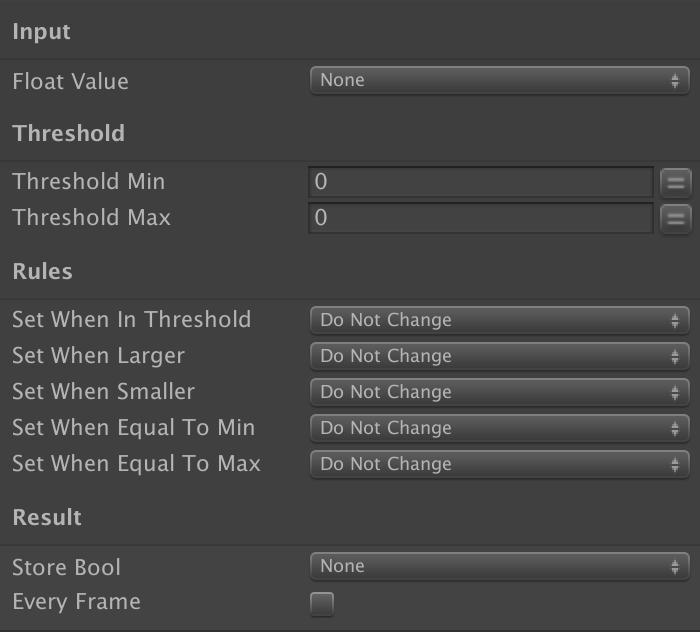 Input
Float Value None
Threshold
Threshold Min 0
Threshold Max 0
Rules
Set When In Threshold Do Not Change
Set When Larger Do Not Change
Set When Smaller Do Not Change
Set When Equal To Min Do Not Change
Set When Equal To Max Do Not Change
Result
Store Bool None
Every Frame